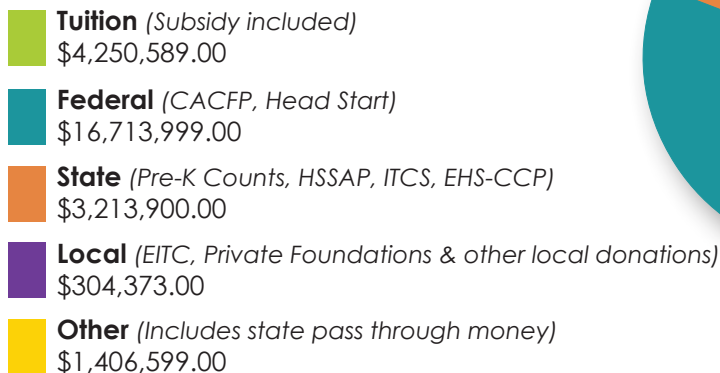 Tuition (Subsidy included)
$4,250,589.00
Federal (CACFP, Head Start)
$16,713,999.00
State (Pre-K Counts, HSSAP, ITCS, EHS-CCP)
$3,213,900.00
Local (EITC, Private Foundations & other local donations)
$304,373.00
Other (Includes state pass through money)
$1,406,599.00